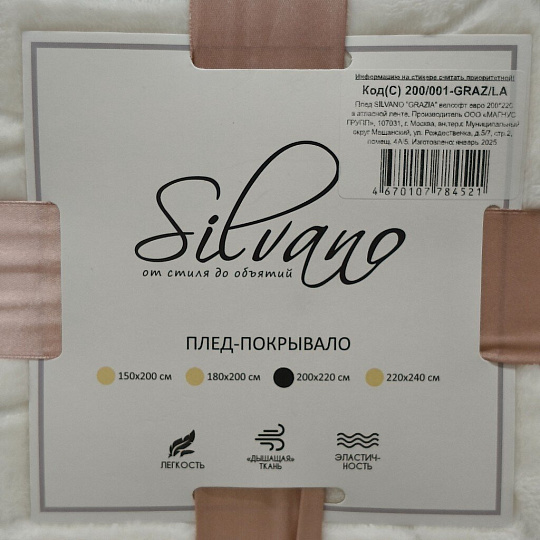 Информацию на стикере считать приоритетной!
Код(С) 200/001-GRAZ/LA
Плед SILVANO "GRAZIA" велсофт евро 200*220
в атласной ленте. Производитель ООО «МАГНУС
ГРУПП», 107031, г. Москва, вн.тер.г. Муниципальный
округ Мещанский, ул. Рождественка, д.5/7, стр.2,
помещ. 4А/5. Изготовлено: январь 2025
4 670107 784521
Silvano
от стиля до объятий
ПЛЕД-ПОКРЫВАЛО
150х200 см 180х200 см 200х220 см 220х240 см
ЛЕГКОСТЬ
«ДЫШАЩАЯ»
ТКАНЬ
ЭЛАСТИЧ-
НОСТЬ